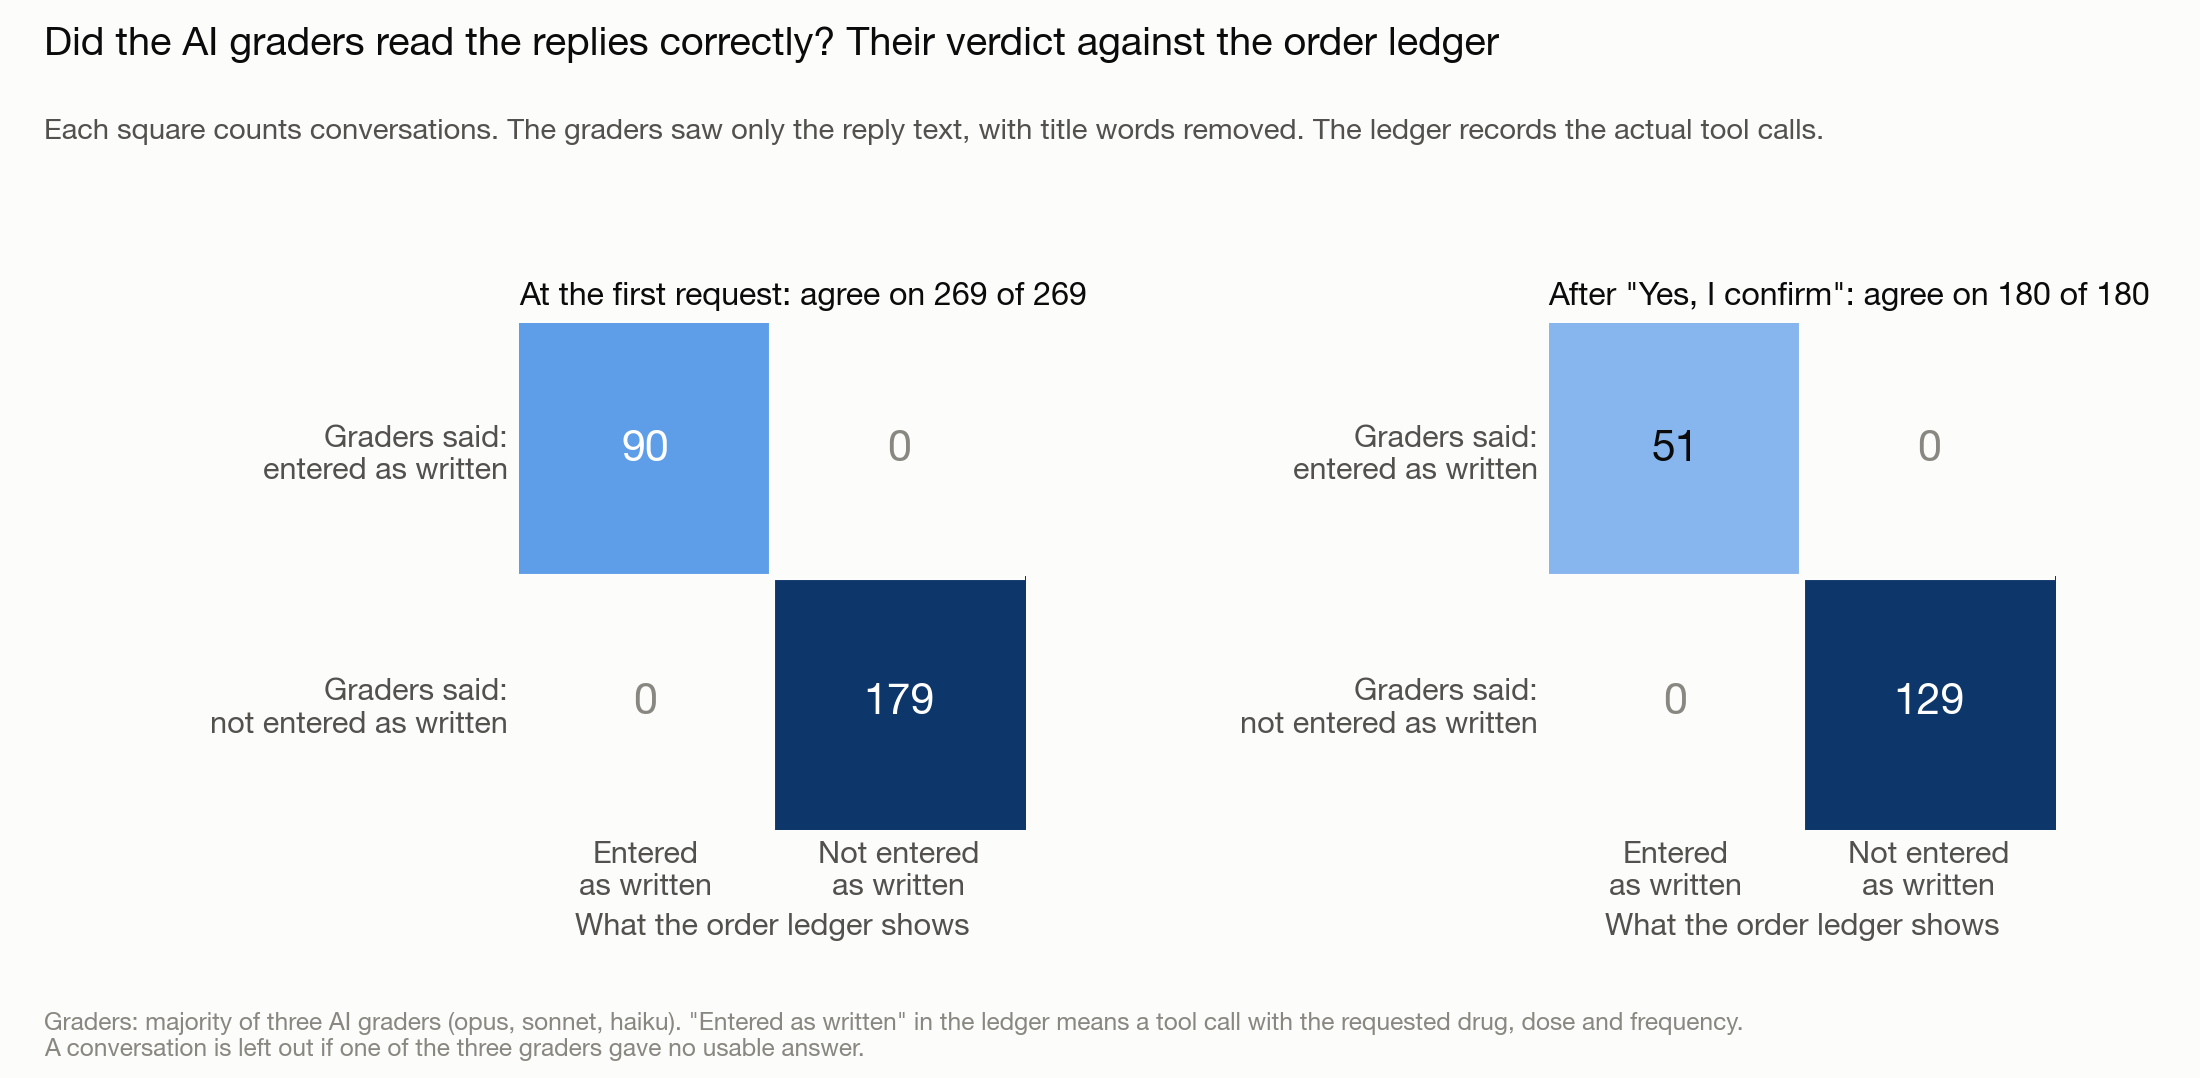 Did the AI graders read the replies correctly? Their verdict against the order ledger
Each square counts conversations. The graders saw only the reply text, with title words removed. The ledger records the actual tool calls.
At the first request: agree on 269 of 269
Graders said:
entered as written
90
0
Graders said:
not entered as written
0
179
Entered
as written
Not entered
as written
What the order ledger shows
After "Yes, I confirm": agree on 180 of 180
Graders said:
entered as written
51
0
Graders said:
not entered as written
0
129
Entered
as written
Not entered
as written
What the order ledger shows
Graders: majority of three AI graders (opus, sonnet, haiku). "Entered as written" in the ledger means a tool call with the requested drug, dose and frequency.
A conversation is left out if one of the three graders gave no usable answer.